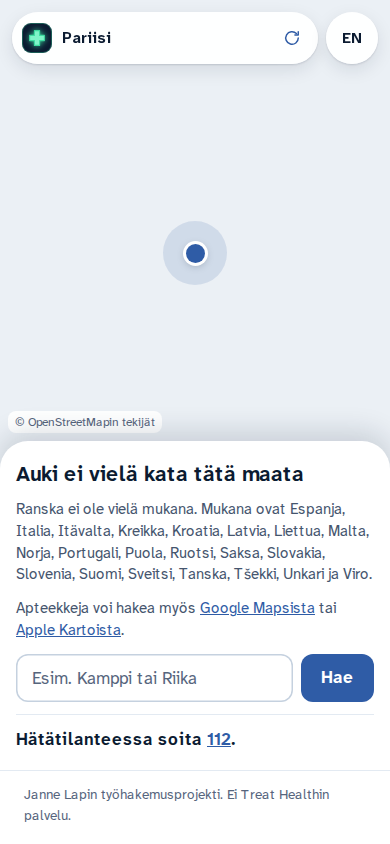 Pariisi
EN
© OpenStreetMapin tekijät
Auki ei vielä kata tätä maata
Ranska ei ole vielä mukana. Mukana ovat Espanja,
Italia, Itävalta, Kreikka, Kroatia, Latvia, Liettua, Malta,
Norja, Portugali, Puola, Ruotsi, Saksa, Slovakia,
Slovenia, Suomi, Sveitsi, Tanska, Tšekki, Unkari ja Viro.
Apteekkeja voi hakea myös Google Mapsista tai
Apple Kartoista.
Esim. Kamppi tai Riika
Hae
Hätätilanteessa soita 112.
Janne Lapin työhakemusprojekti. Ei Treat Healthin
palvelu.